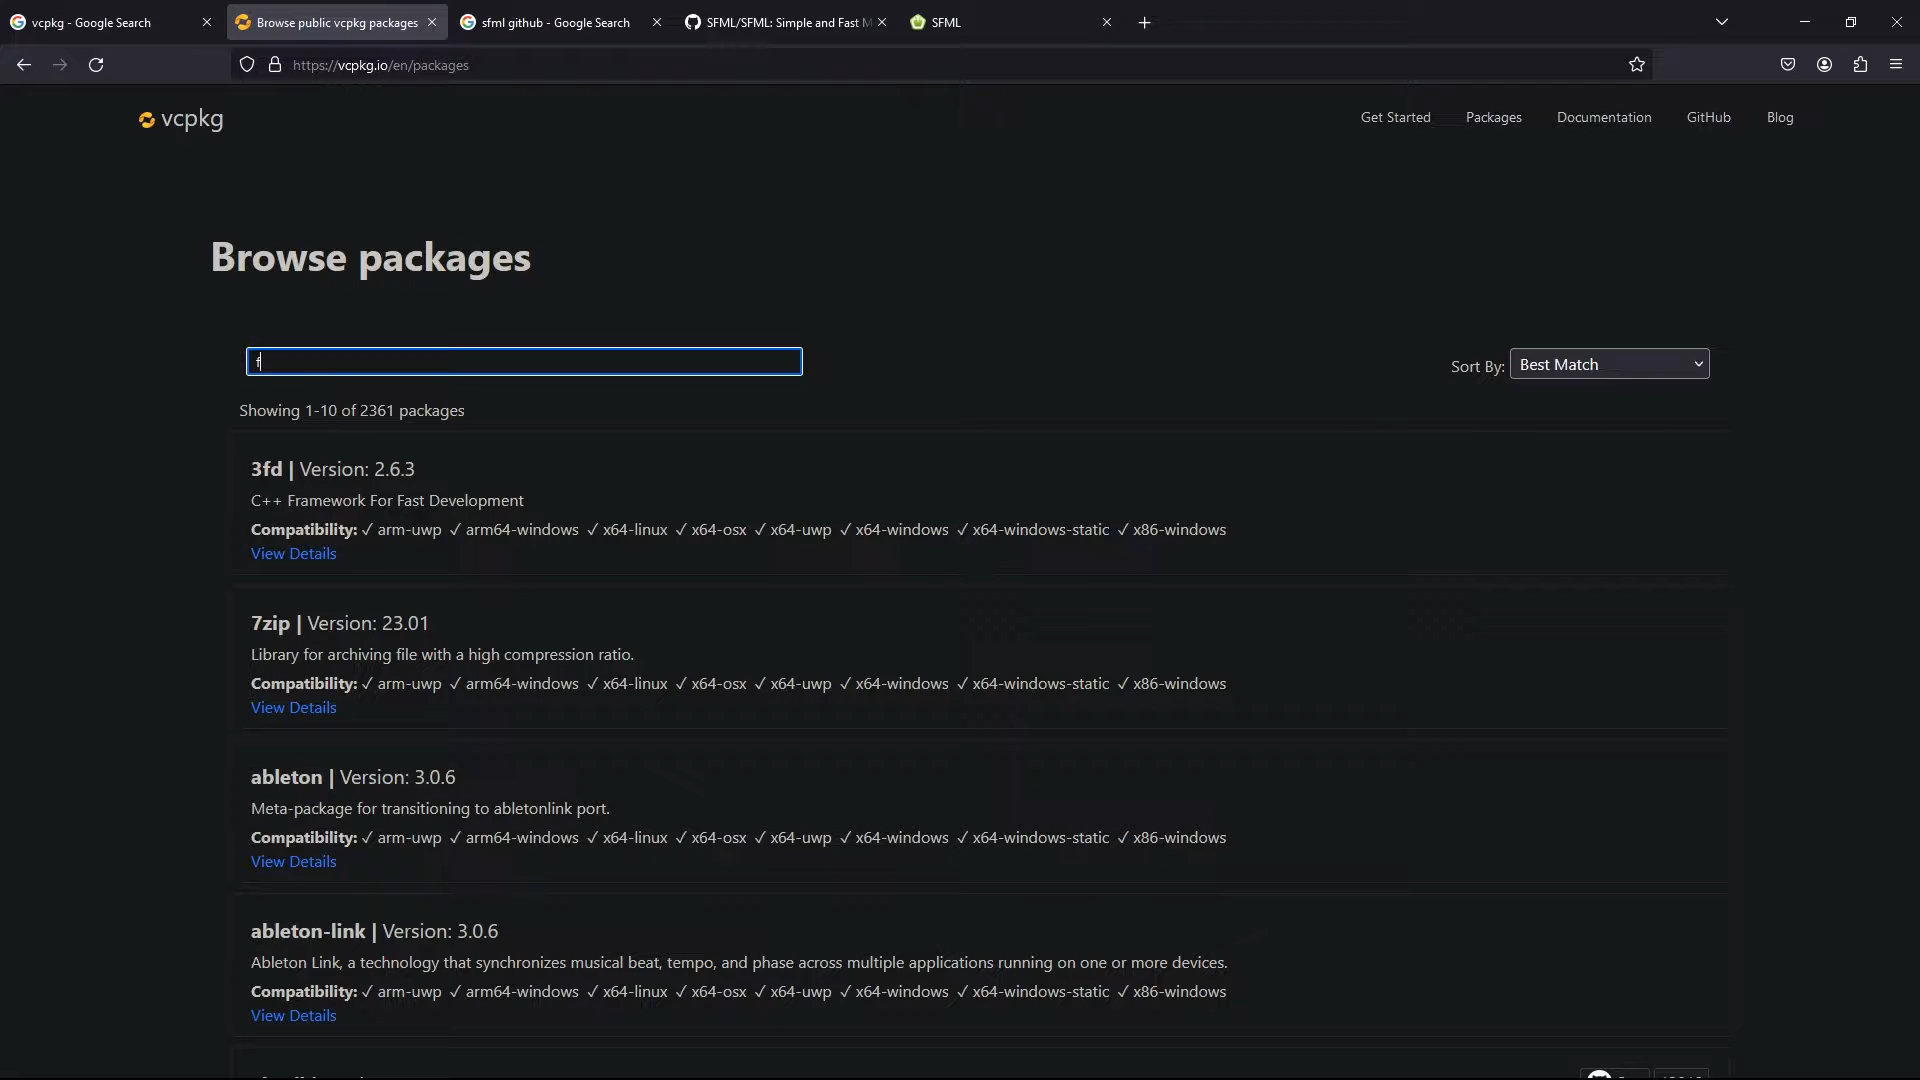 vcpkg - Google Search
Browse public vcpkg packages
sfml github - Google Search
SFML/SFML: Simple and Fast M
SFML
https://vcpkg.io/en/packages
vcpkg
Get Started
Packages
Documentation
GitHub
Blog
Browse packages
f
Sort By:
Best Match
Showing 1-10 of 2361 packages
3fd | Version: 2.6.3
C++ Framework For Fast Development
Compatibility: ✓ arm-uwp ✓ arm64-windows ✓ x64-linux ✓ x64-osx ✓ x64-uwp ✓ x64-windows ✓ x64-windows-static ✓ x86-windows
View Details
7zip | Version: 23.01
Library for archiving file with a high compression ratio.
Compatibility: ✓ arm-uwp ✓ arm64-windows ✓ x64-linux ✓ x64-osx ✓ x64-uwp ✓ x64-windows ✓ x64-windows-static ✓ x86-windows
View Details
ableton | Version: 3.0.6
Meta-package for transitioning to abletonlink port.
Compatibility: ✓ arm-uwp ✓ arm64-windows ✓ x64-linux ✓ x64-osx ✓ x64-uwp ✓ x64-windows ✓ x64-windows-static ✓ x86-windows
View Details
ableton-link | Version: 3.0.6
Ableton Link, a technology that synchronizes musical beat, tempo, and phase across multiple applications running on one or more devices.
Compatibility: ✓ arm-uwp ✓ arm64-windows ✓ x64-linux ✓ x64-osx ✓ x64-uwp ✓ x64-windows ✓ x64-windows-static ✓ x86-windows
View Details